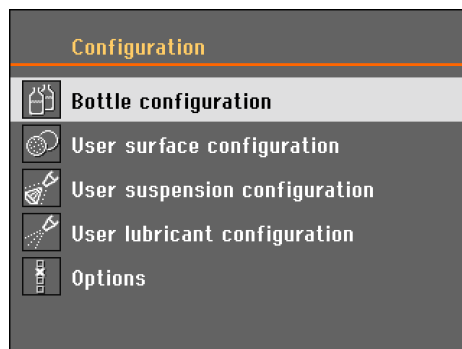 Configuration
Bottle configuration
User surface configuration
User suspension configuration
User lubricant configuration
Options